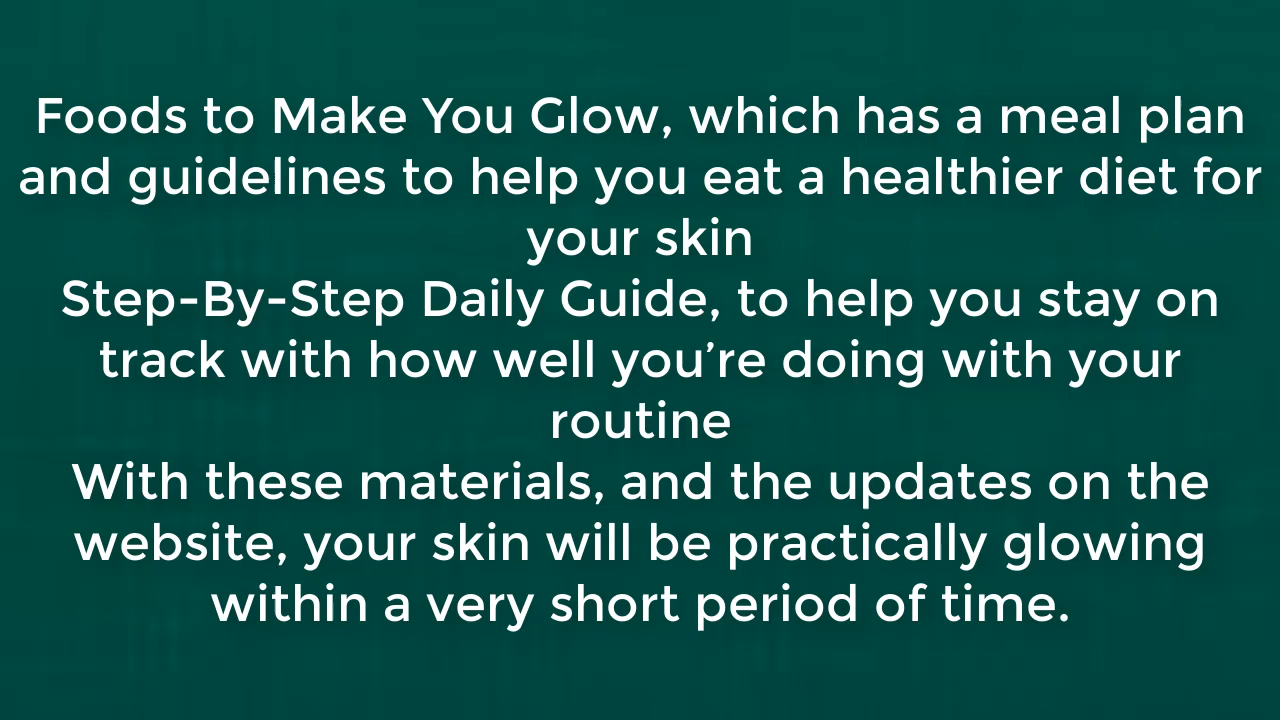 Foods to Make You Glow, which has a meal plan
and guidelines to help you eat a healthier diet for
your skin
Step-By-Step Daily Guide, to help you stay on
track with how well you’re doing with your
routine
With these materials, and the updates on the
website, your skin will be practically glowing
within a very short period of time.